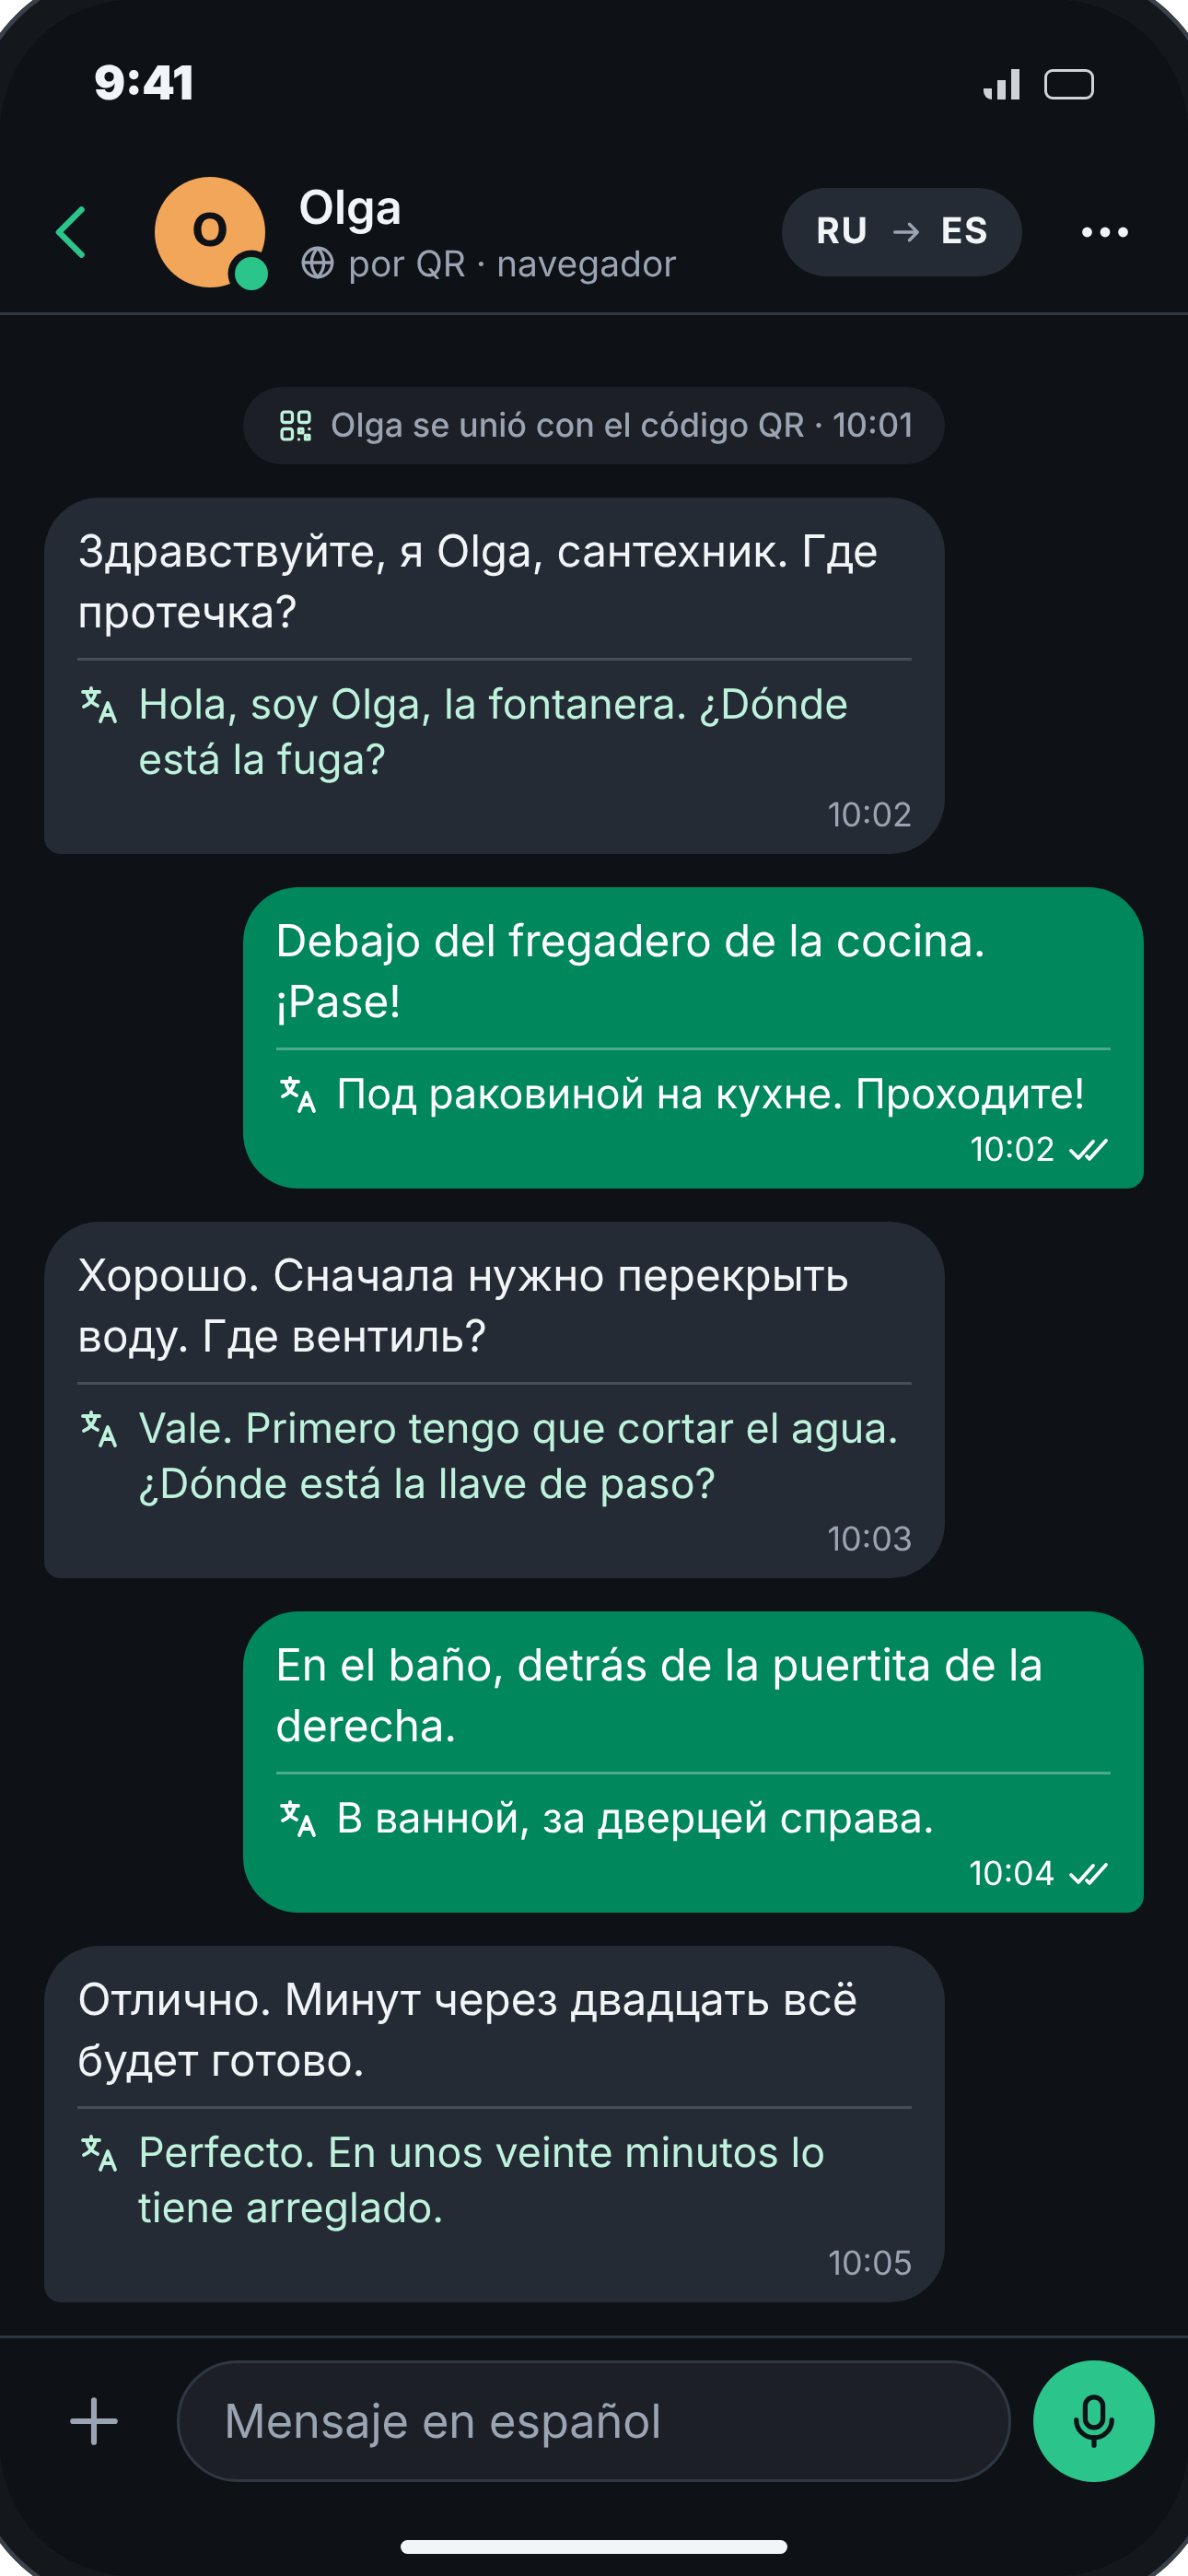 9:41
O
Olga
por QR · navegador
RU → ES
Olga se unió con el código QR · 10:01
Здравствуйте, я Olga, сантехник. Где
протечка?
Hola, soy Olga, la fontanera. ¿Dónde
está la fuga?
10:02
Debajo del fregadero de la cocina.
¡Pase!
Под раковиной на кухне. Проходите!
10:02
Хорошо. Сначала нужно перекрыть
воду. Где вентиль?
Vale. Primero tengo que cortar el agua.
¿Dónde está la llave de paso?
10:03
En el baño, detrás de la puertita de la
derecha.
В ванной, за дверцей справа.
10:04
Отлично. Минут через двадцать всё
будет готово.
Perfecto. En unos veinte minutos lo
tiene arreglado.
10:05
Mensaje en español